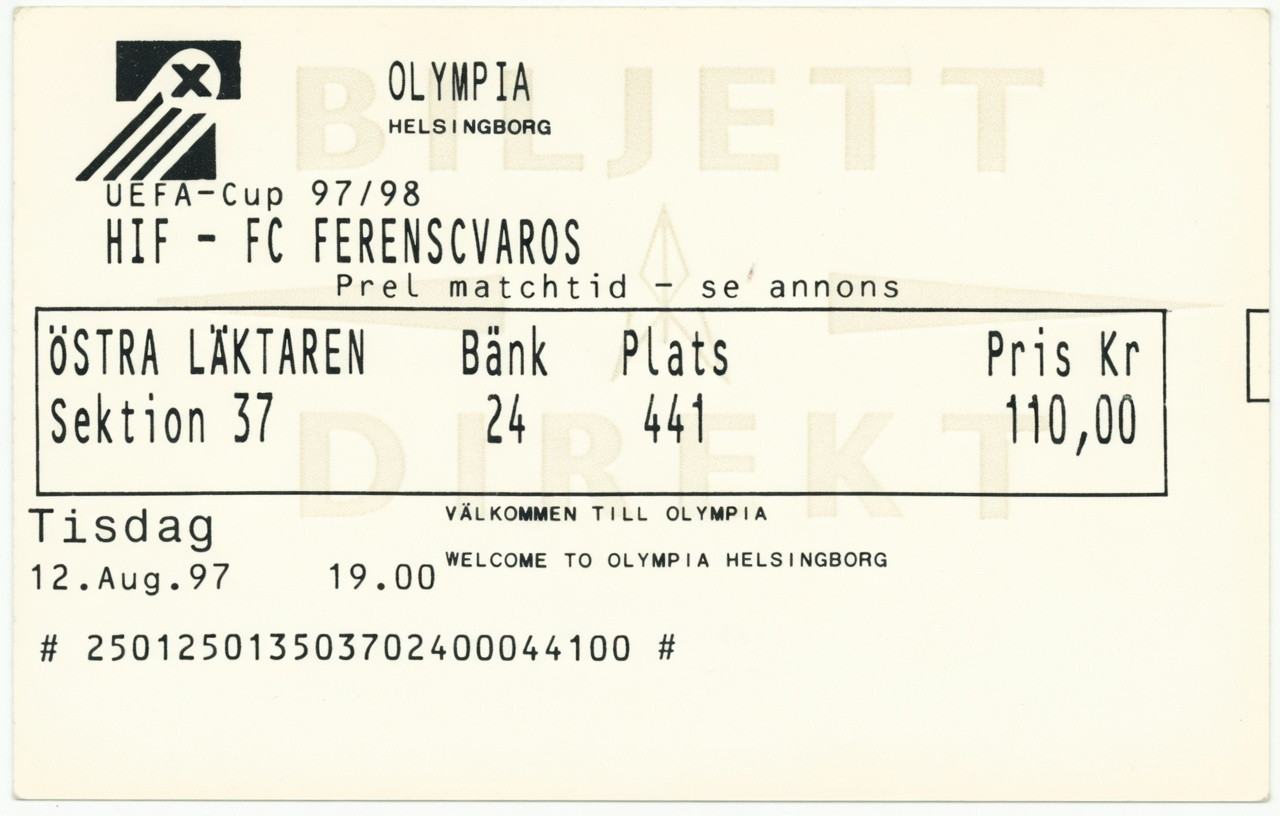 BILJETT
OLYMPIA
HELSINGBORG
UEFA-Cup 97/98
HIF - FC FERENSCVAROS
Prel matchtid - se annons
ÖSTRA LÄKTAREN Bänk Plats Pris Kr
Sektion 37 24 441 110,00
DIREKT
Tisdag
VÄLKOMMEN TILL OLYMPIA
WELCOME TO OLYMPIA HELSINGBORG
12.Aug.97 19.00
# 250125013503702400044100 #